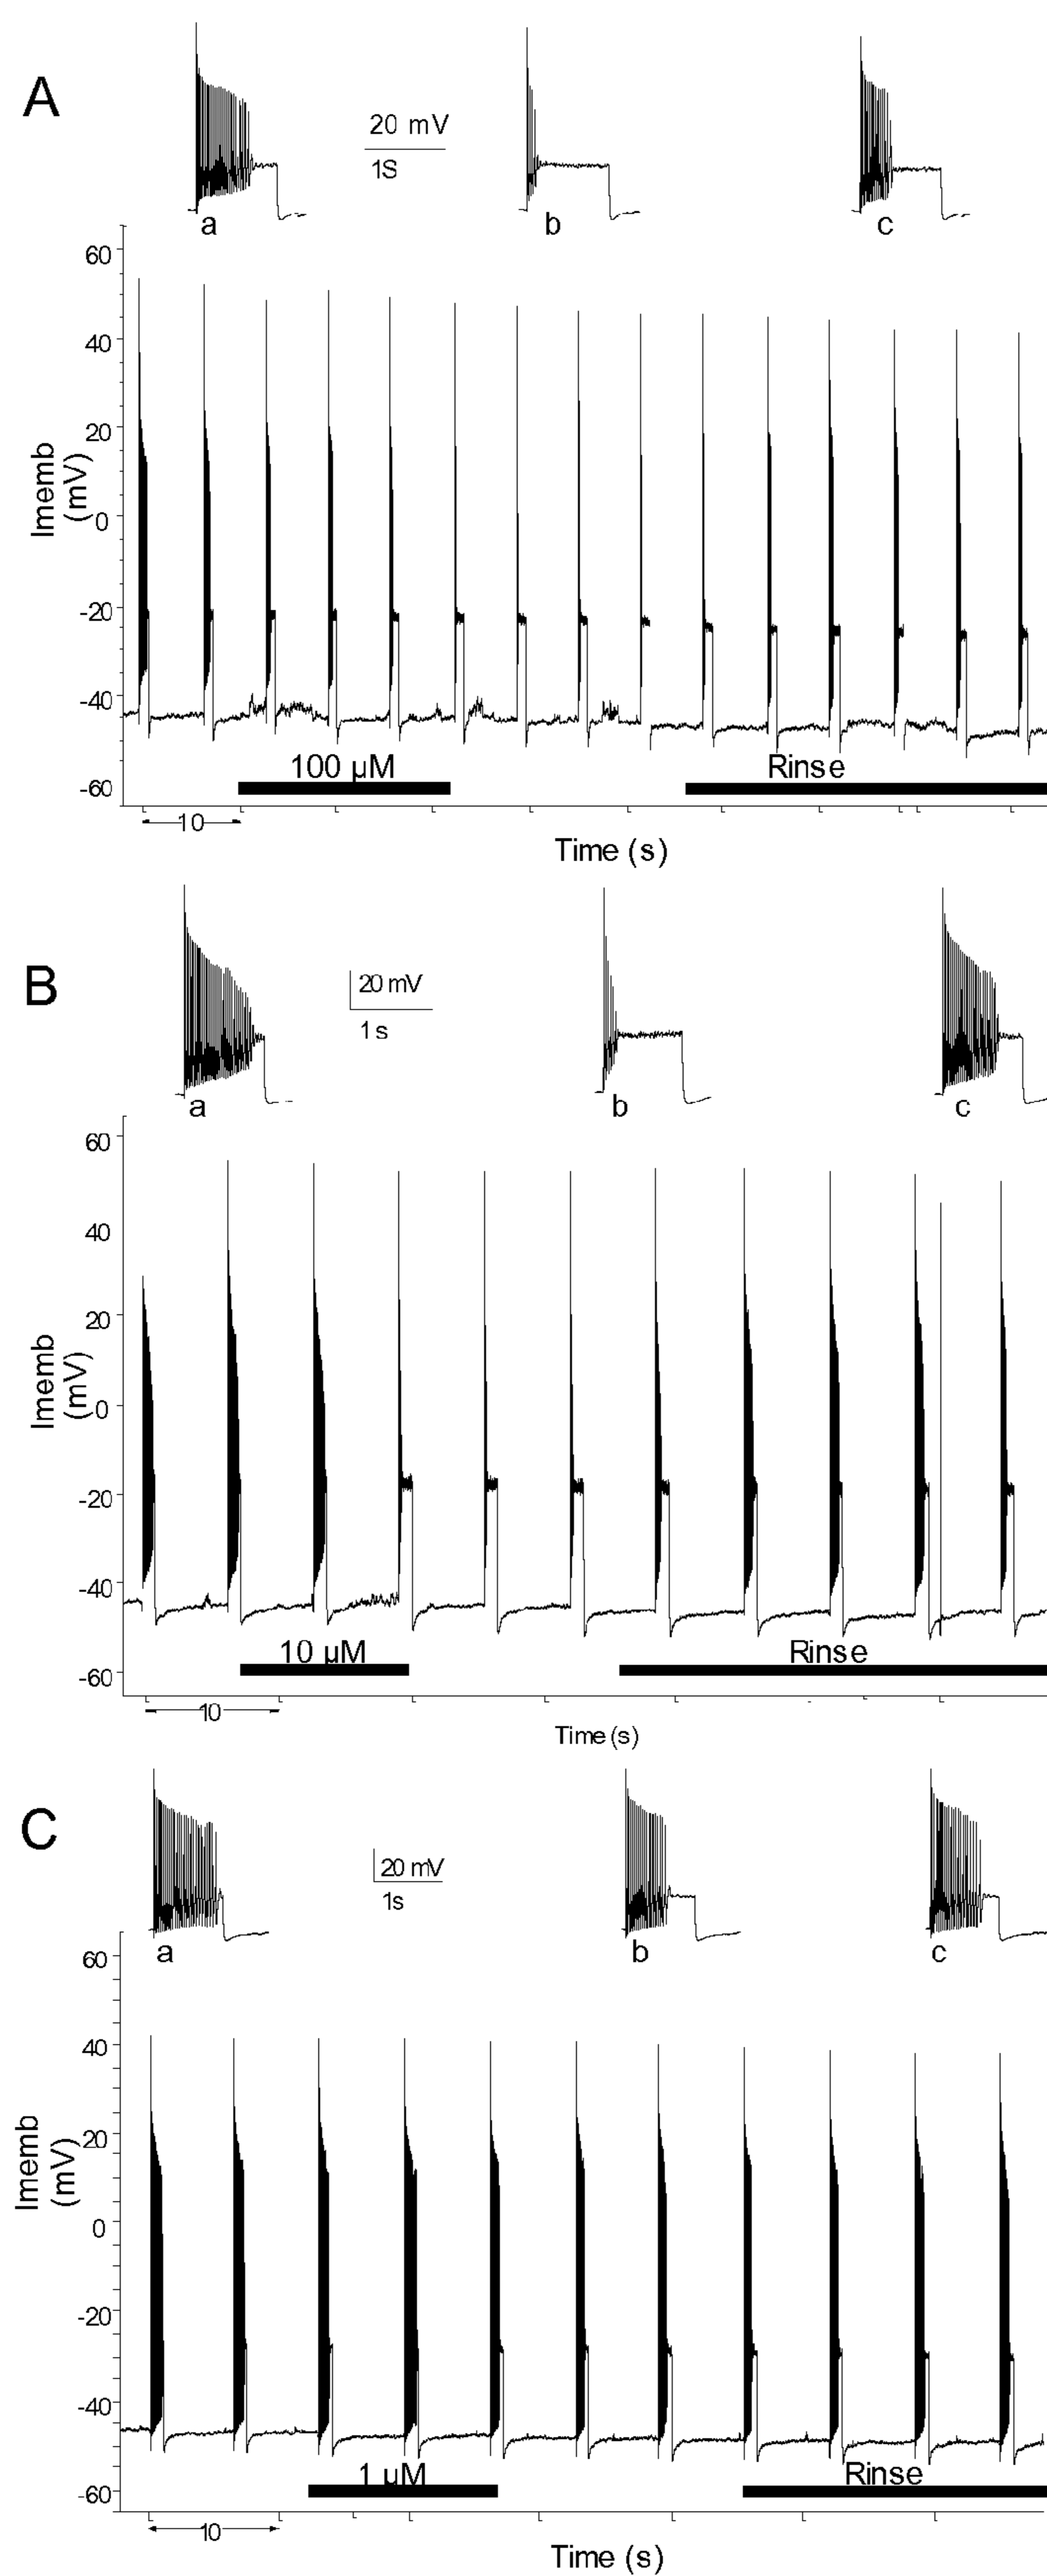 A
20 mV
1S
a b c
60
40
20
0
-20
-40
-60
Imemb
(mV)
100 µM Rinse
10
Time (s)
B
20 mV
1s
a b c
60
40
20
0
-20
-40
-60
Imemb
(mV)
10 µM Rinse
10
Time (s)
C
20 mV
1s
a b c
60
40
20
0
-20
-40
-60
Imemb
(mV)
1 µM Rinse
10
Time (s)